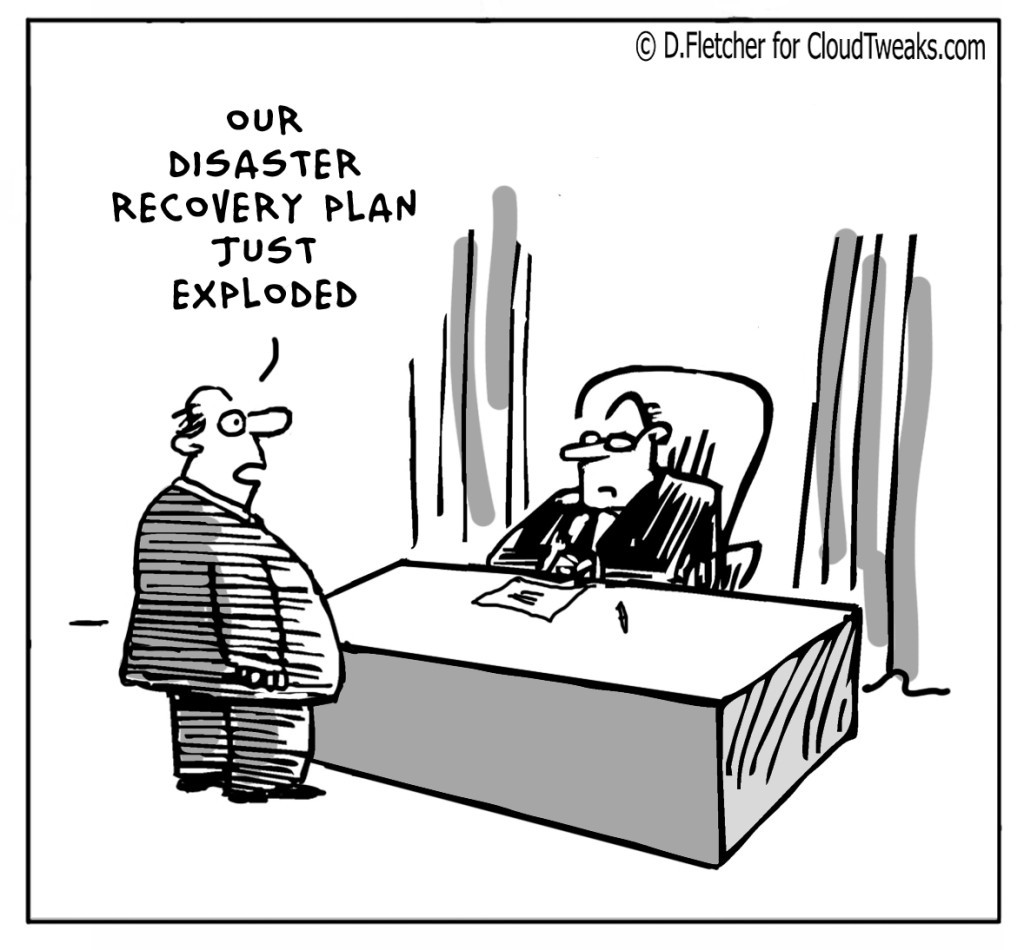 © D.Fletcher for CloudTweaks.com
OUR
DISASTER
RECOVERY PLAN
JUST
EXPLODED